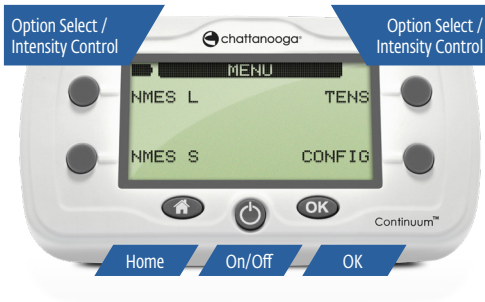 Option Select /
Intensity Control
Option Select /
Intensity Control
chattanooga®
MENU
NMES L
TENS
NMES S
CONFIG
OK
Continuum™
Home
On/Off
OK